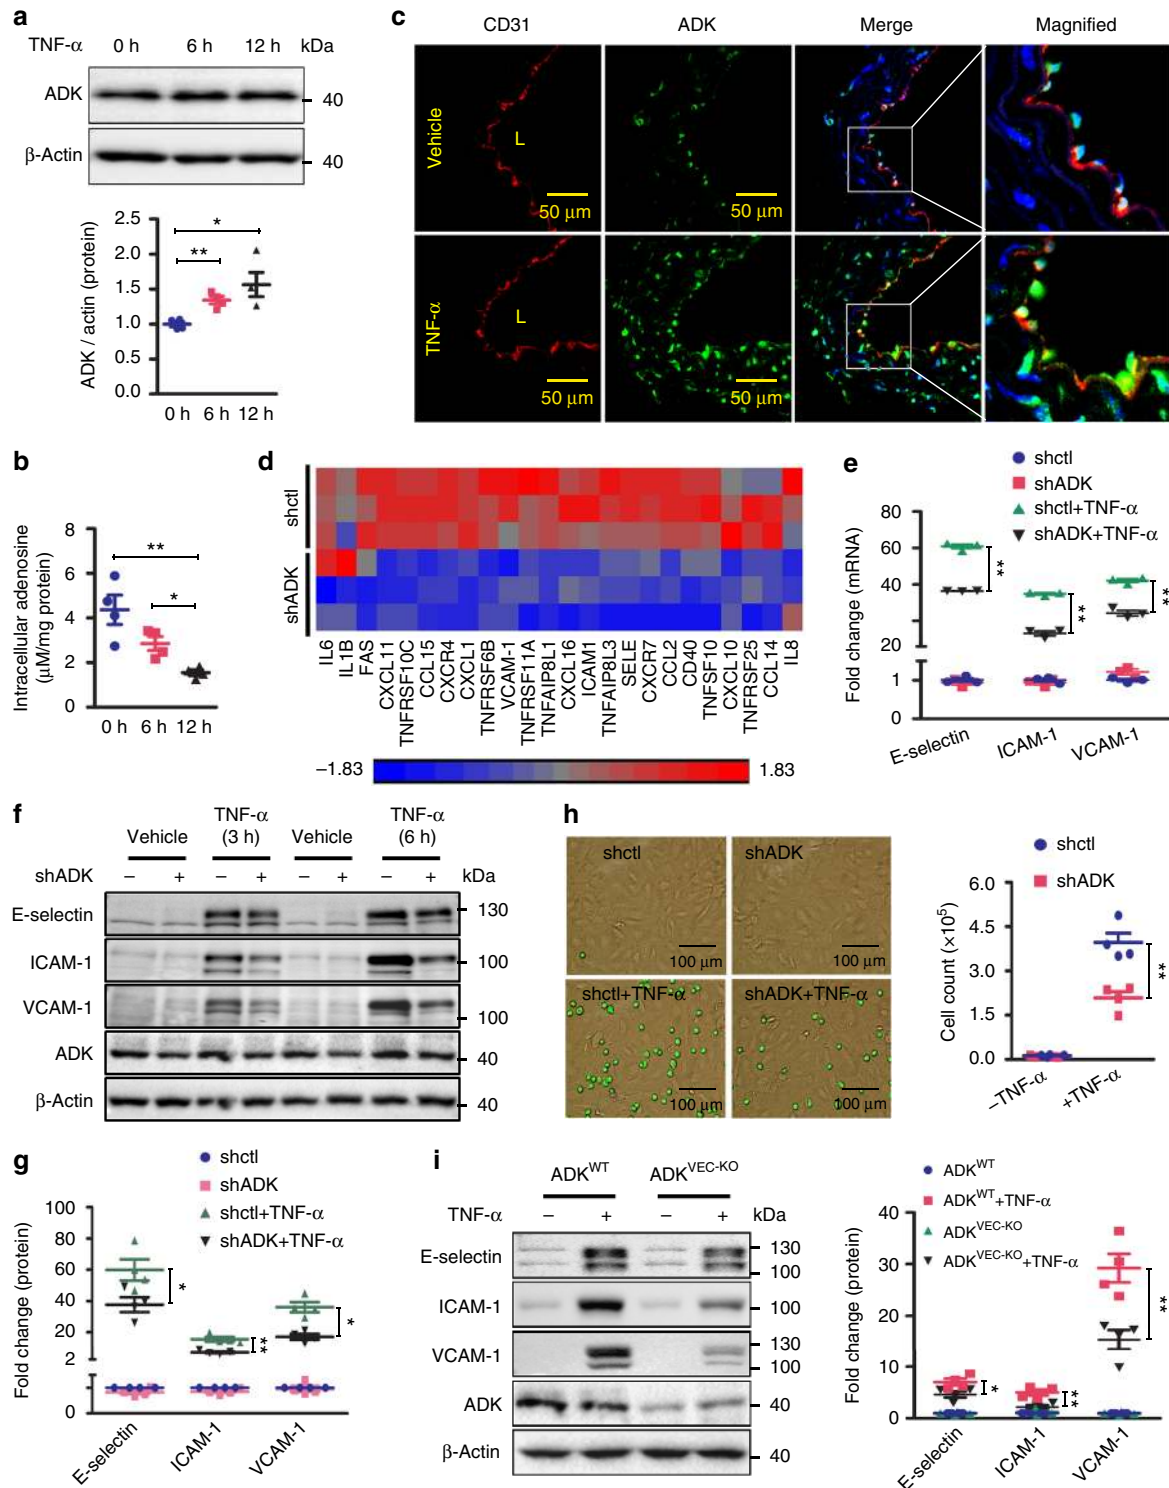 a
TNF-α 0 h 6 h 12 h kDa
ADK 40
β-Actin 40
ADK / actin (protein)
2.5
2.0
1.5
1.0
0.5
0.0
* **
0 h 6 h 12 h
b
Intracellular adenosine
(μM/mg protein)
8
6
4
2
0
** *
0 h 6 h 12 h
c
CD31 ADK Merge Magnified
Vehicle
L
50 μm 50 μm
TNF-α
L
50 μm 50 μm
d
shctl
shADK
IL6
IL1B
FAS
CXCL11
TNFRSF10C
CCL15
CXCR4
CXCL1
TNFRSF6B
VCAM-1
TNFRSF11A
TNFAIP8L1
CXCL16
ICAM1
TNFAIP8L3
SELE
CXCR7
CCL2
CD40
TNFSF10
CXCL10
TNFRSF25
CCL14
IL8
–1.83 1.83
e
shctl
shADK
shctl+TNF-α
shADK+TNF-α
Fold change (mRNA)
80
60
40
20
1
0
** ** **
E-selectin ICAM-1 VCAM-1
f
Vehicle TNF-α (3 h) Vehicle TNF-α (6 h)
shADK – + – + – + – + kDa
E-selectin 130
ICAM-1 100
VCAM-1 100
ADK 40
β-Actin 40
g
shctl
shADK
shctl+TNF-α
shADK+TNF-α
Fold change (protein)
100
80
60
40
20
2
0
* ** *
E-selectin ICAM-1 VCAM-1
h
shctl shADK
100 μm 100 μm
shctl+TNF-α shADK+TNF-α
100 μm 100 μm
shctl
shADK
Cell count (×10⁵)
6.0
4.5
3.0
1.5
0.0
**
–TNF-α +TNF-α
i
ADK^WT ADK^VEC-KO
TNF-α – + – + kDa
E-selectin 130
100
ICAM-1 100
VCAM-1 130
100
ADK 40
β-Actin 40
ADK^WT
ADK^WT+TNF-α
ADK^VEC-KO
ADK^VEC-KO+TNF-α
Fold change (protein)
40
30
20
10
0
* ** **
E-selectin ICAM-1 VCAM-1